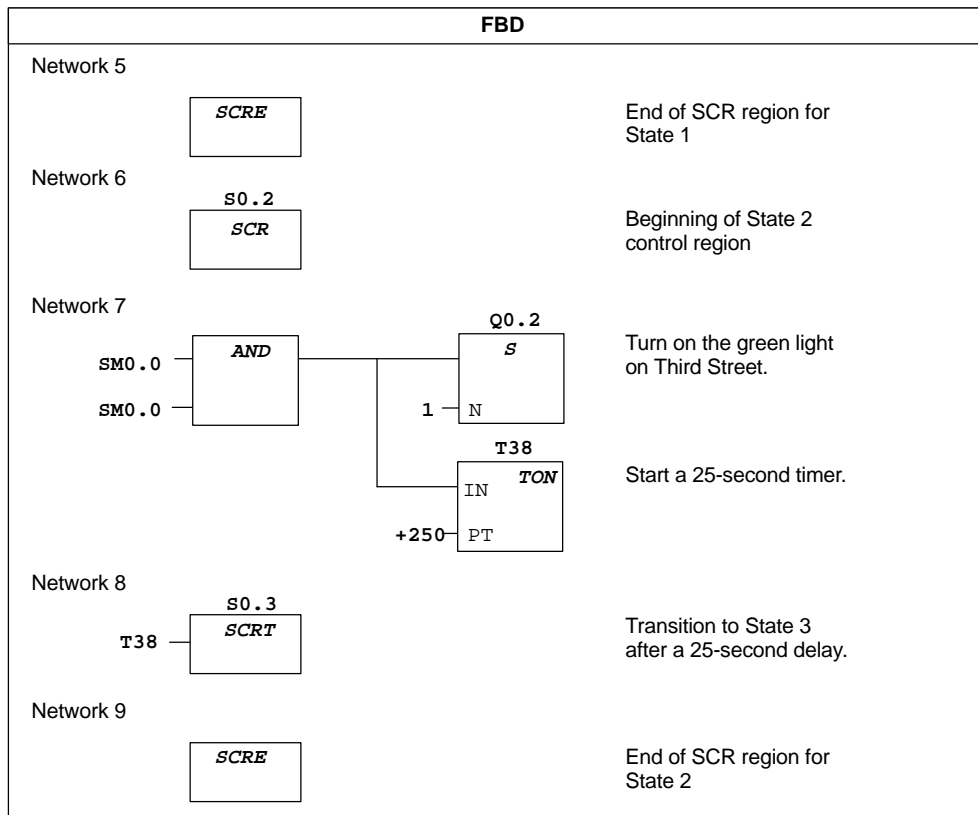 FBD
Network 5
SCRE
End of SCR region for
State 1
Network 6
S0.2
SCR
Beginning of State 2
control region
Network 7
SM0.0
SM0.0
AND
Q0.2
S
1
N
Turn on the green light
on Third Street.
T38
TON
IN
+250
PT
Start a 25-second timer.
Network 8
S0.3
T38
SCRT
Transition to State 3
after a 25-second delay.
Network 9
SCRE
End of SCR region for
State 2